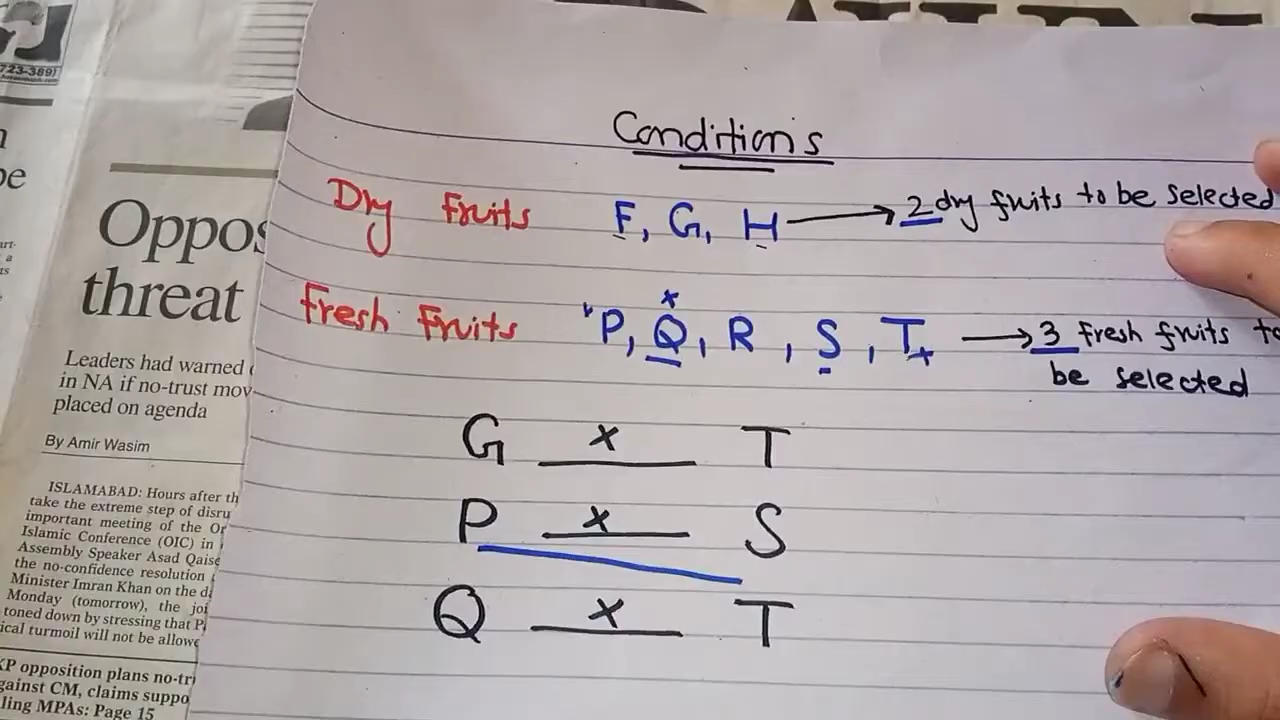 723-389)
Oppos
threat
Leaders had warned
in NA if no-trust mov
placed on agenda
By Amir Wasim
ISLAMABAD: Hours after th
take the extreme step of disru
important meeting of the Or
Islamic Conference (OIC) in
Assembly Speaker Asad Qaise
the no-confidence resolution
Minister Imran Khan on the d
Monday (tomorrow), the joi
toned down by stressing that P
ical turmoil will not be allowe
KP opposition plans no-tr
gainst CM, claims suppo
ling MPAs: Page 15
Conditions
Dry fruits F, G, H → 2 dry fruits to be selected
fresh fruits P, Q, R, S, T → 3 fresh fruits to
be selected
G x T
P x S
Q x T